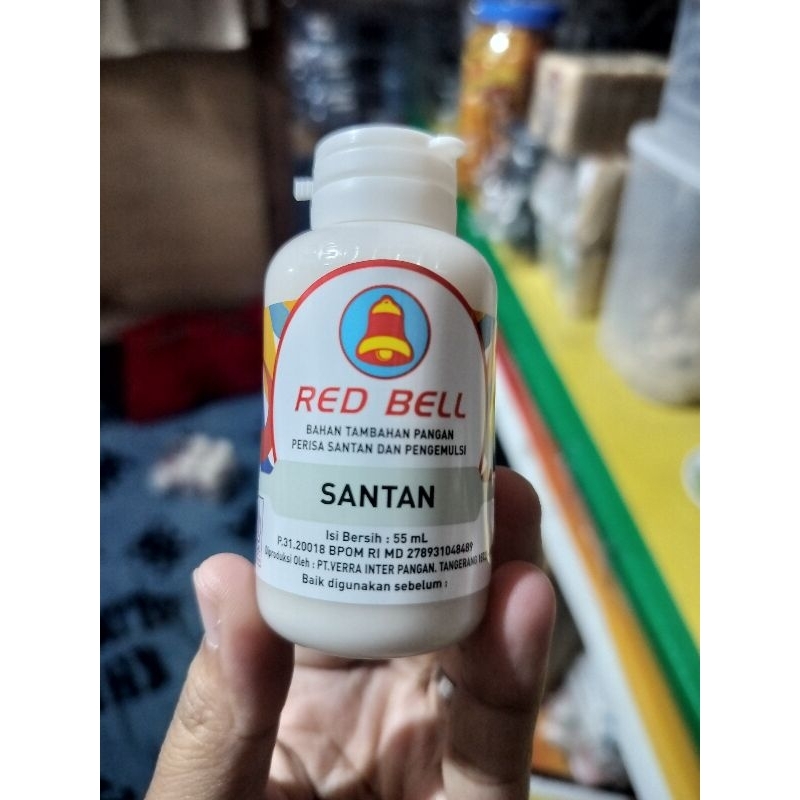 RED BELL
BAHAN TAMBAHAN PANGAN
PERISA SANTAN DAN PENGEMULSI
SANTAN
Isi Bersih : 55 mL
P.31.20018 BPOM RI MD 278931048489
Diproduksi Oleh : PT.VERRA INTER PANGAN. TANGERANG
Baik digunakan sebelum :